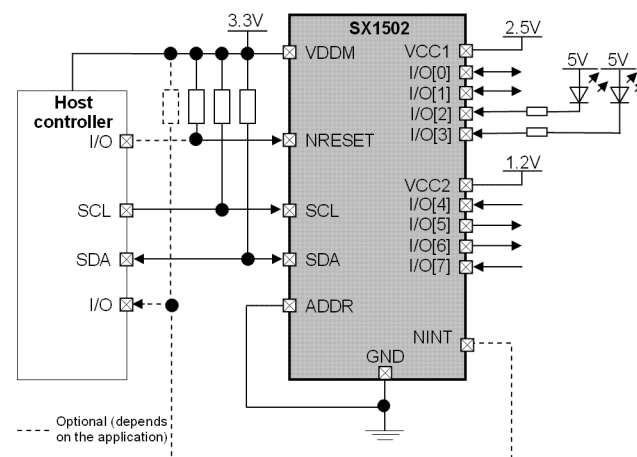 3.3V
SX1502
2.5V
VDDM
VCC1
5V
5V
I/O[0]
I/O[1]
I/O[2]
I/O[3]
Host
controller
I/O
NRESET
1.2V
VCC2
I/O[4]
SCL
SCL
I/O[5]
I/O[6]
SDA
SDA
I/O[7]
I/O
ADDR
NINT
GND
Optional (depends
on the application)